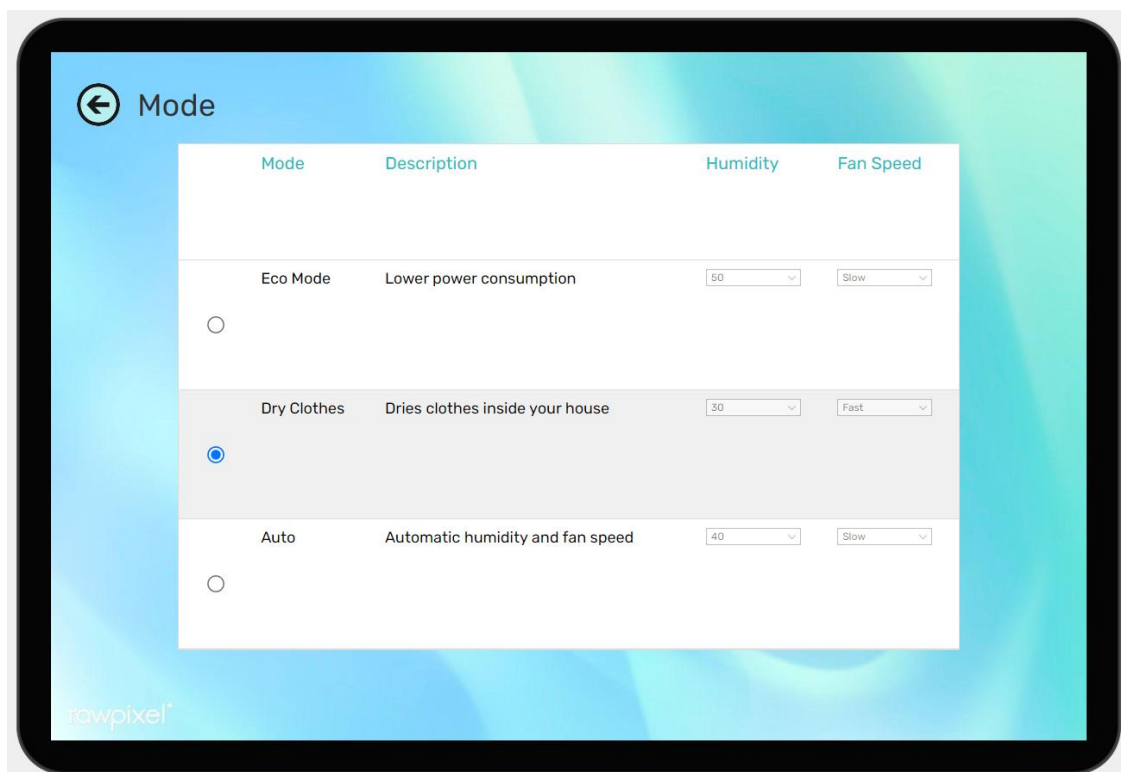 Mode
Mode Description Humidity Fan Speed
Eco Mode Lower power consumption 50 Slow
Dry Clothes Dries clothes inside your house 30 Fast
Auto Automatic humidity and fan speed 40 Slow
rawpixel